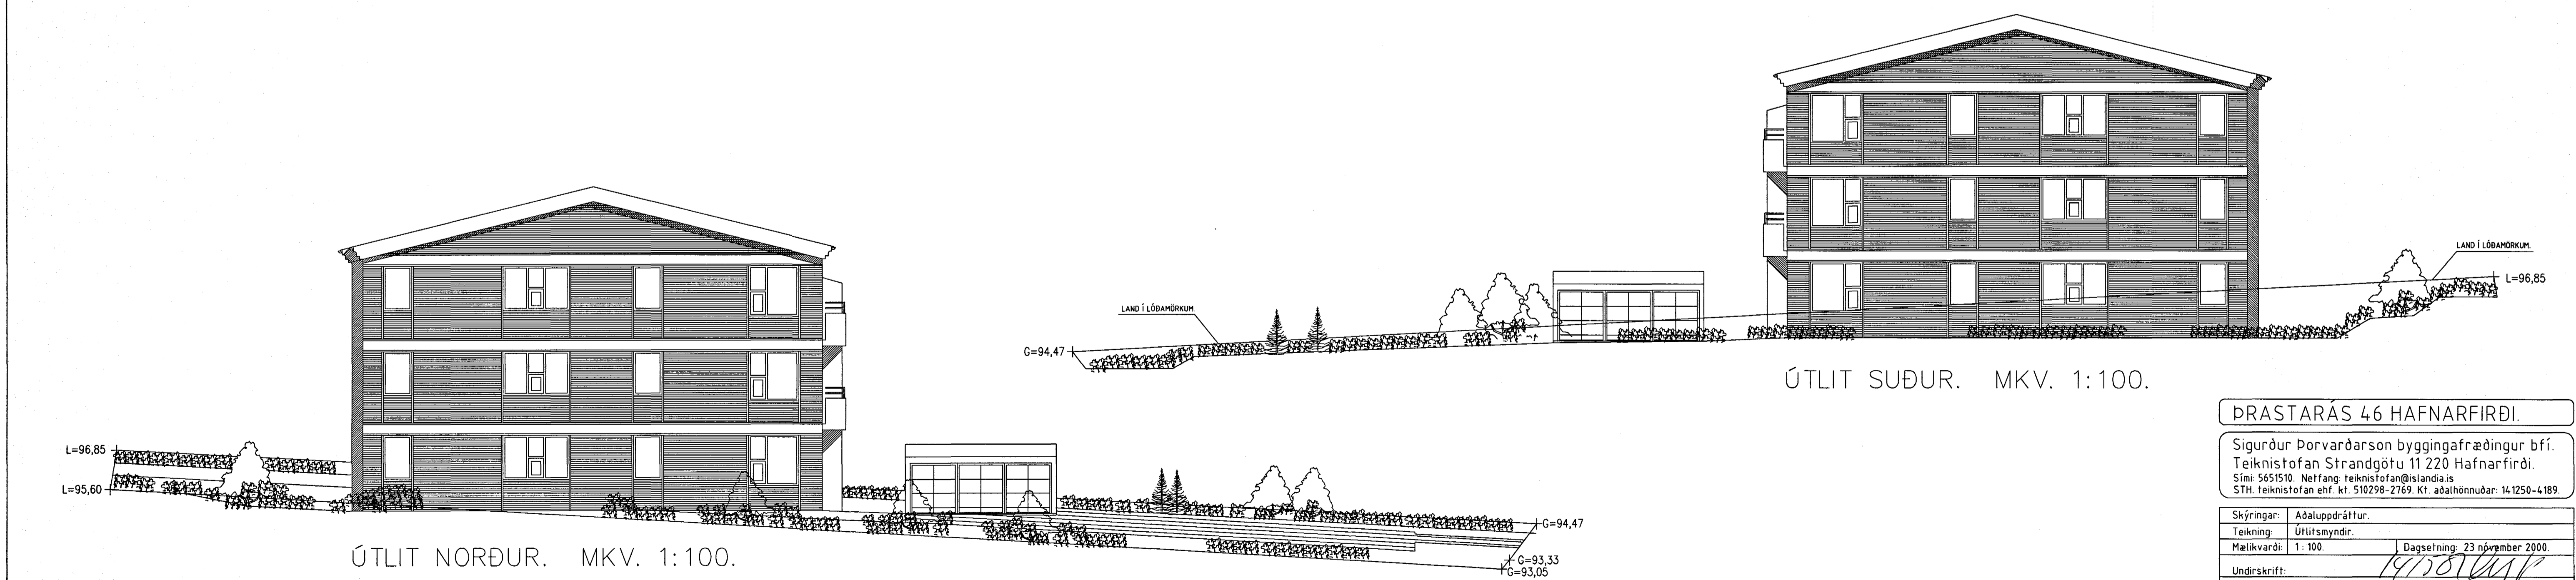 LAND Í LÓÐAMÖRKUM.
L=96,85
LAND Í LÓÐAMÖRKUM
G=94,47
ÚTLIT SUÐUR. MKV. 1:100.
L=96,85
L=95,60
G=94,47
G=93,33
G=93,05
ÚTLIT NORÐUR. MKV. 1:100.
ÞRASTARÁS 46 HAFNARFIRÐI.
Sigurður Þorvarðarson byggingafræðingur bfí.
Teiknistofan Strandgötu 11 220 Hafnarfirði.
Sími: 5651510. Netfang: teiknistofan@islandia.is
STH. teiknistofan ehf. kt. 510298-2769. Kt. aðalhönnuðar: 141250-4189.
Skýringar: Aðaluppdráttur.
Teikning: Útlitsmyndir.
Mælikvarði: 1 : 100. Dagsetning: 23 nóvember 2000.
Undirskrift: